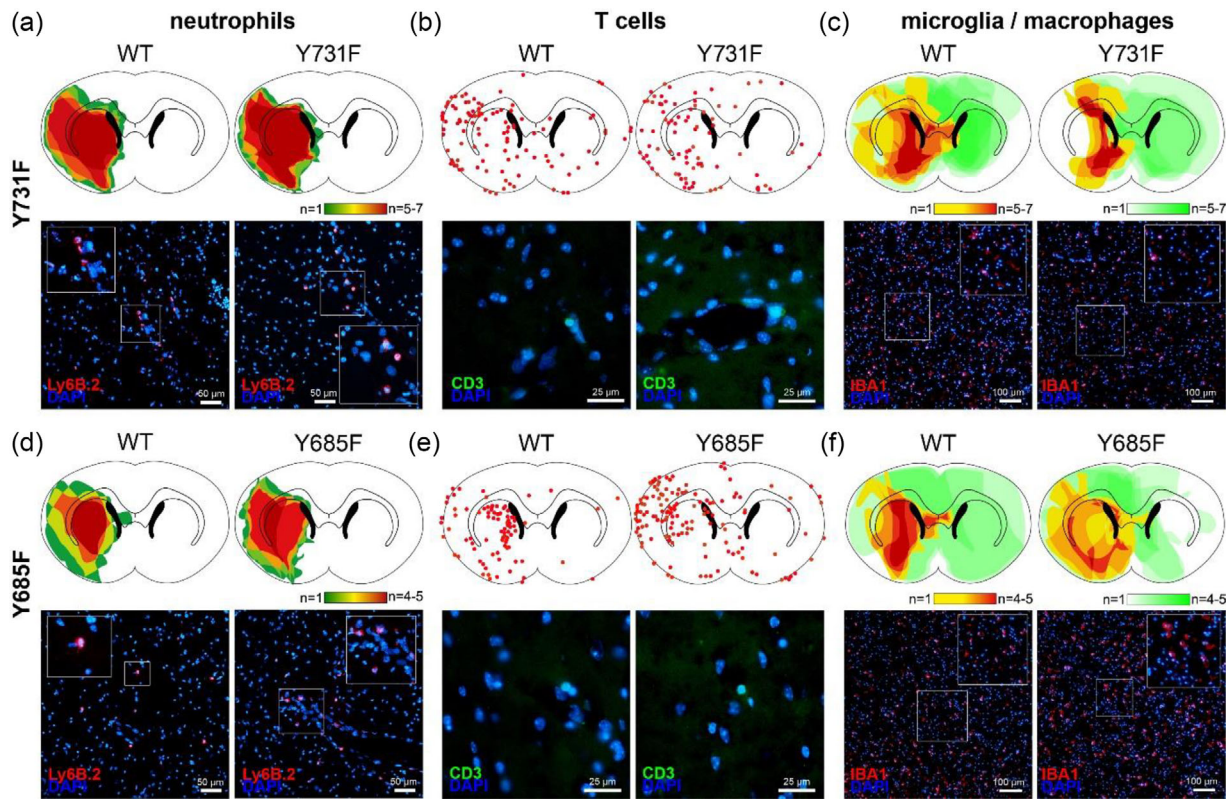 (a) neutrophils (b) T cells (c) microglia / macrophages
WT Y731F WT Y731F WT Y731F
Y731F
n=1 n=5-7 n=1 n=5-7 n=1 n=5-7
Ly6B.2 Ly6B.2 CD3 CD3 IBA1 IBA1
DAPI 50 µm DAPI 50 µm DAPI 25 µm DAPI 25 µm DAPI 100 µm DAPI 100 µm
(d) WT Y685F (e) WT Y685F (f) WT Y685F
Y685F
n=1 n=4-5 n=1 n=4-5 n=1 n=4-5
Ly6B.2 Ly6B.2 CD3 CD3 IBA1 IBA1
DAPI 50 µm DAPI 50 µm DAPI 25 µm DAPI 25 µm DAPI 100 µm DAPI 100 µm